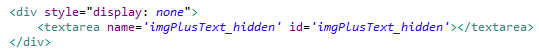 <div style="display: none">
<textarea name='imgPlusText_hidden' id='imgPlusText_hidden'></textarea>
</div>